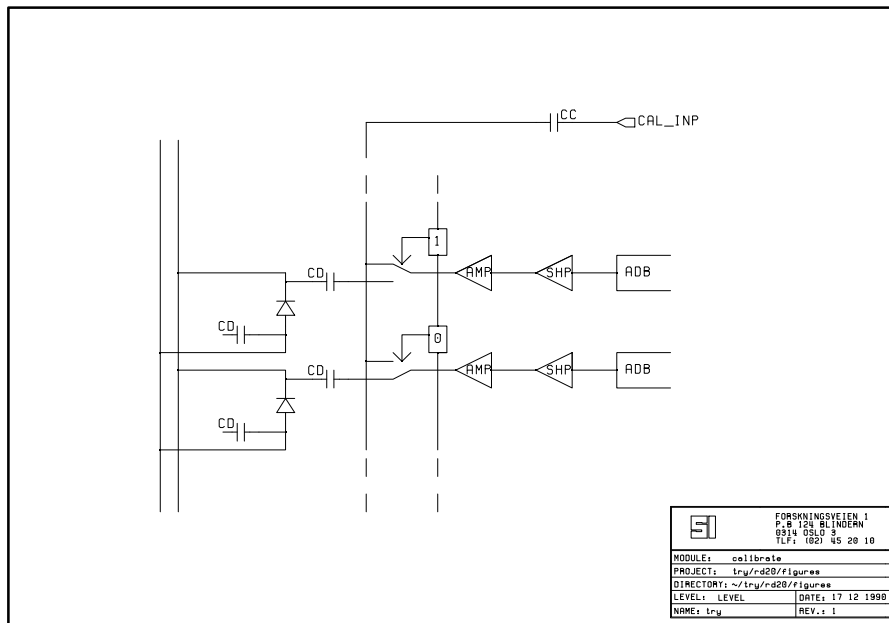 CC
CAL_INP
1
CD
AMP
SHP
ADB
CD
0
CD
AMP
SHP
ADB
CD
SI
FORSKNINGSVEIEN 1
P.B 124 BLINDERN
0314 OSLO 3
TLF: (02) 45 20 10
MODULE: calibrate
PROJECT: try/rd20/figures
DIRECTORY: ~/try/rd20/figures
LEVEL: LEVEL DATE: 17 12 1990
NAME: try REV.: 1